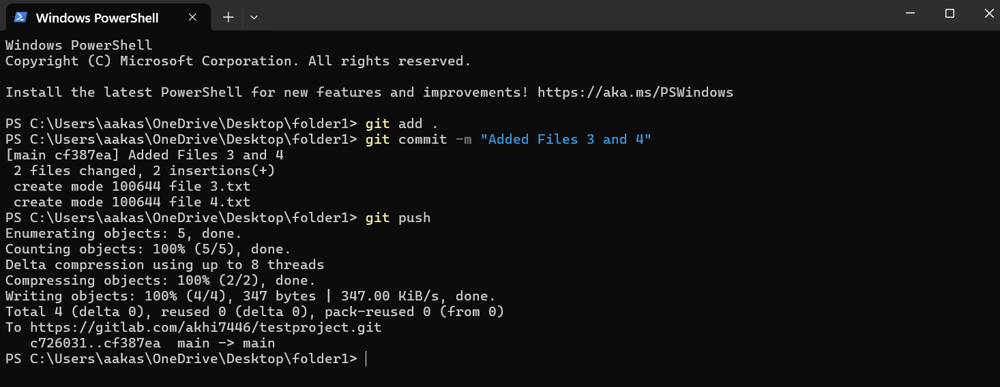 Windows PowerShell
Windows PowerShell
Copyright (C) Microsoft Corporation. All rights reserved.
Install the latest PowerShell for new features and improvements! https://aka.ms/PSWindows
PS C:\Users\aakas\OneDrive\Desktop\folder1> git add .
PS C:\Users\aakas\OneDrive\Desktop\folder1> git commit -m "Added Files 3 and 4"
[main cf387ea] Added Files 3 and 4
 2 files changed, 2 insertions(+)
 create mode 100644 file 3.txt
 create mode 100644 file 4.txt
PS C:\Users\aakas\OneDrive\Desktop\folder1> git push
Enumerating objects: 5, done.
Counting objects: 100% (5/5), done.
Delta compression using up to 8 threads
Compressing objects: 100% (2/2), done.
Writing objects: 100% (4/4), 347 bytes | 347.00 KiB/s, done.
Total 4 (delta 0), reused 0 (delta 0), pack-reused 0 (from 0)
To https://gitlab.com/akhi7446/testproject.git
   c726031..cf387ea  main -> main
PS C:\Users\aakas\OneDrive\Desktop\folder1>